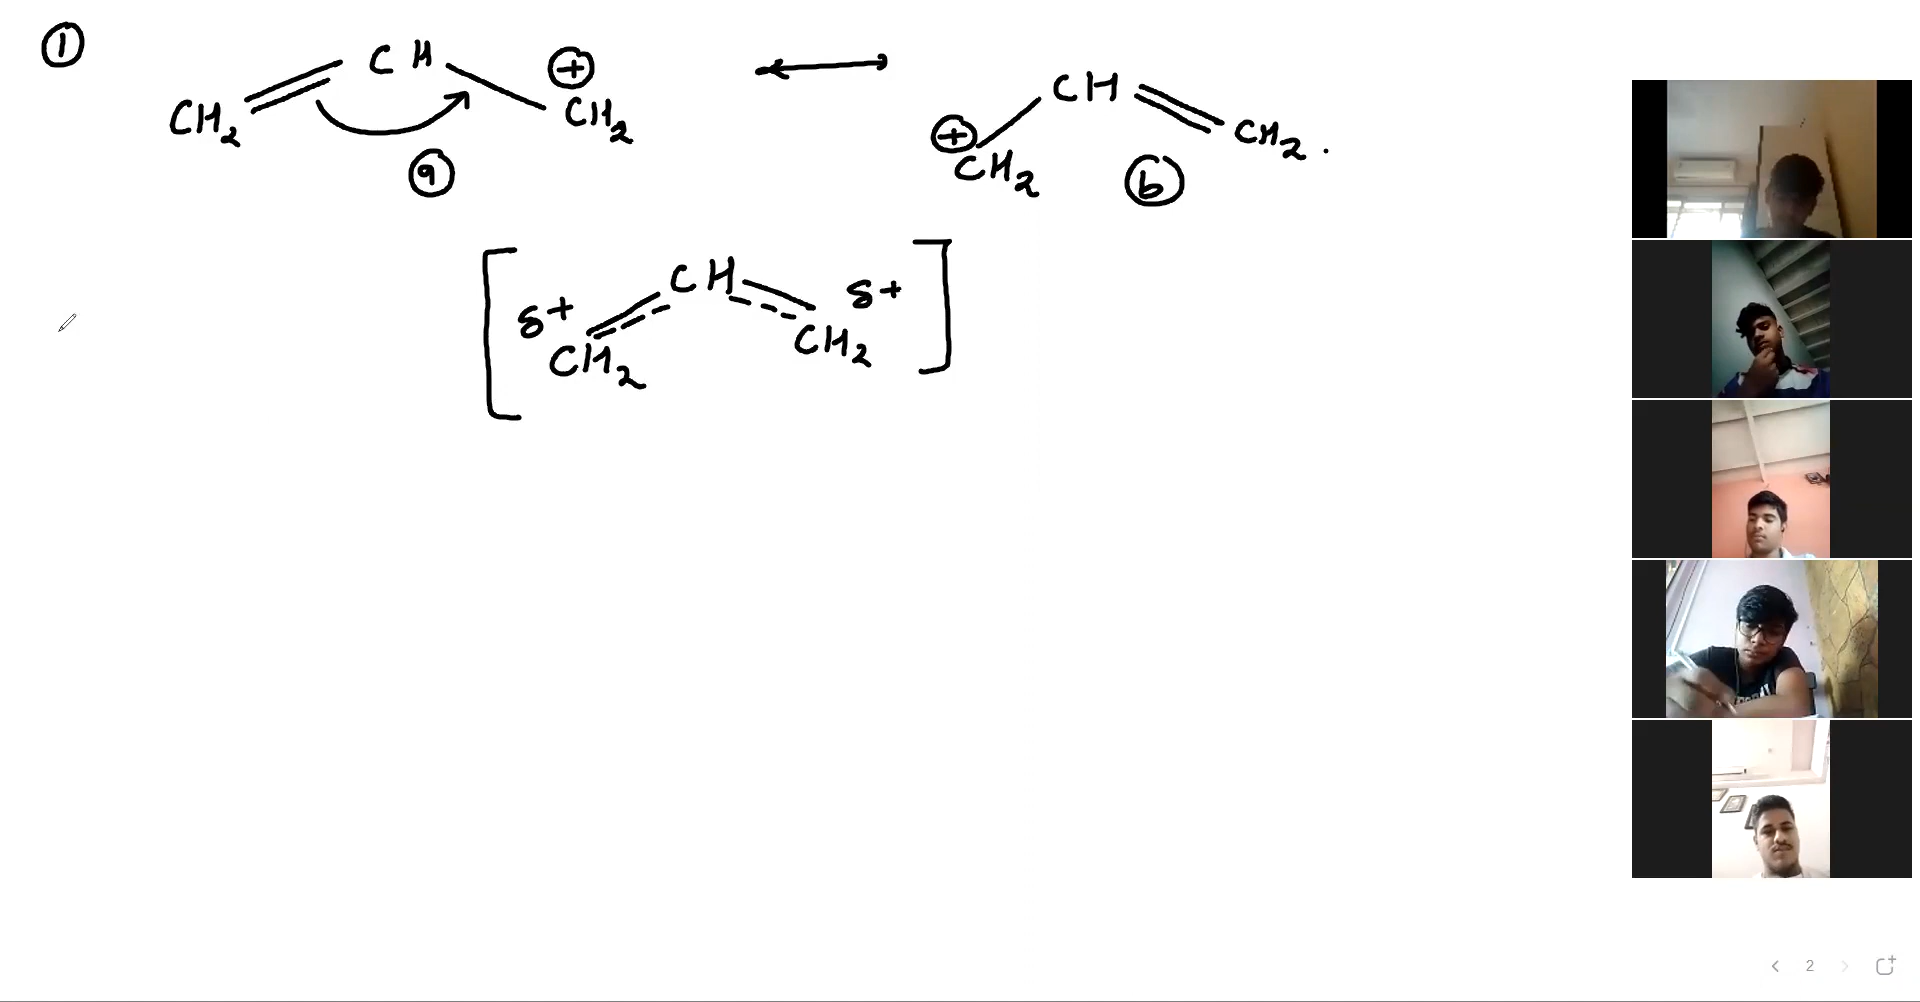 ①
CH2 = CH - CH2 ⊕ ⟷ ⊕ CH2 - CH = CH2 .
ⓐ ⓑ
[ δ+ CH2 = CH = CH2 δ+ ]
2